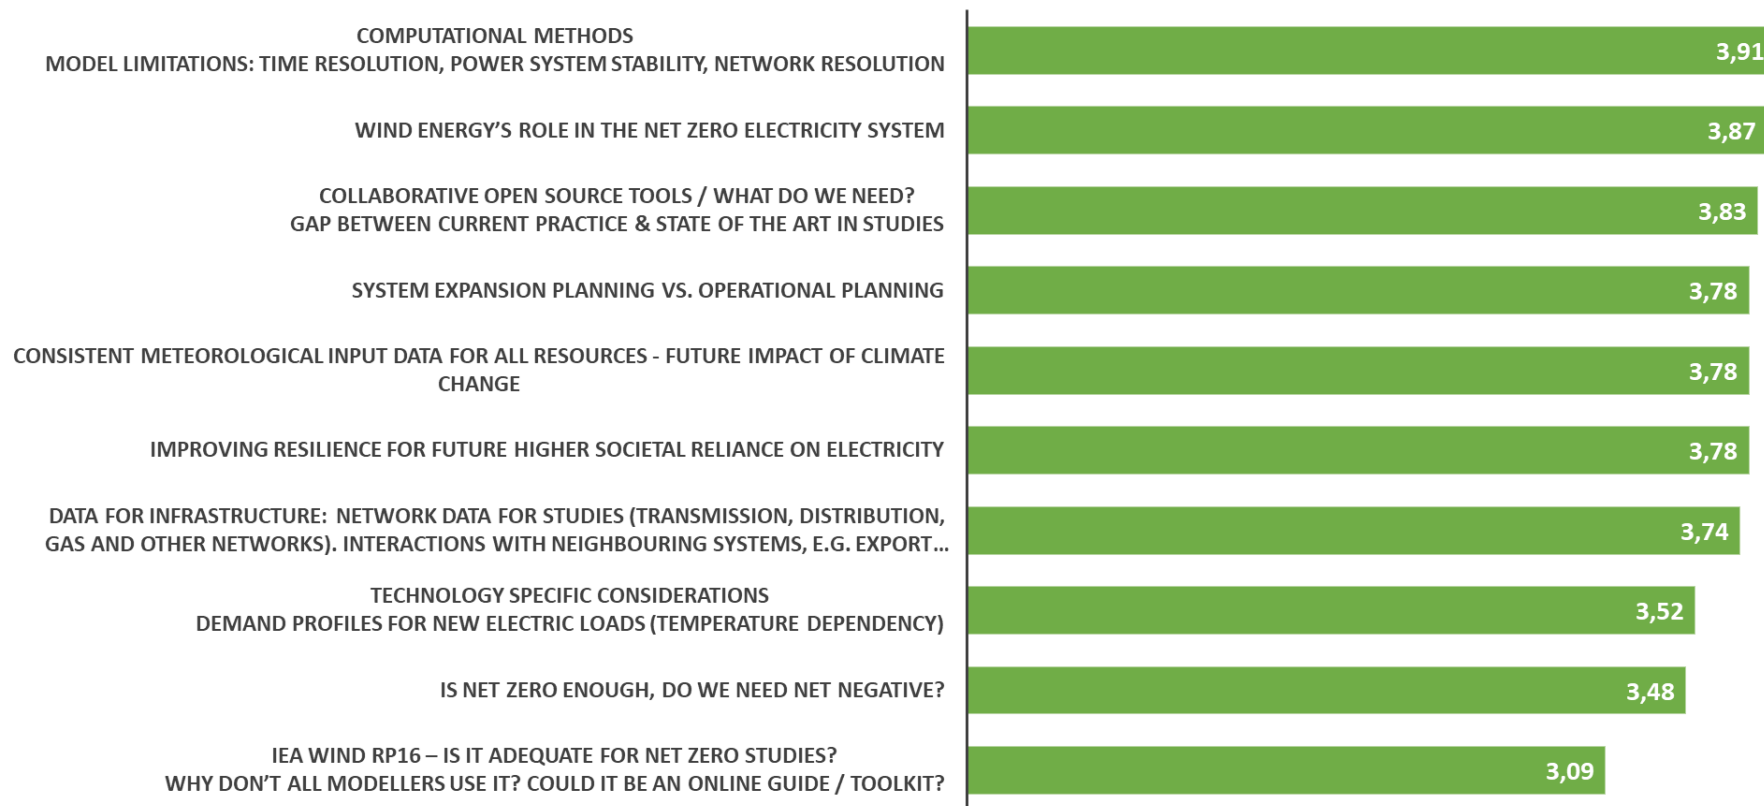 COMPUTATIONAL METHODS
MODEL LIMITATIONS: TIME RESOLUTION, POWER SYSTEM STABILITY, NETWORK RESOLUTION
3,91
WIND ENERGY’S ROLE IN THE NET ZERO ELECTRICITY SYSTEM
3,87
COLLABORATIVE OPEN SOURCE TOOLS / WHAT DO WE NEED?
GAP BETWEEN CURRENT PRACTICE & STATE OF THE ART IN STUDIES
3,83
SYSTEM EXPANSION PLANNING VS. OPERATIONAL PLANNING
3,78
CONSISTENT METEOROLOGICAL INPUT DATA FOR ALL RESOURCES - FUTURE IMPACT OF CLIMATE
CHANGE
3,78
IMPROVING RESILIENCE FOR FUTURE HIGHER SOCIETAL RELIANCE ON ELECTRICITY
3,78
DATA FOR INFRASTRUCTURE: NETWORK DATA FOR STUDIES (TRANSMISSION, DISTRIBUTION,
GAS AND OTHER NETWORKS). INTERACTIONS WITH NEIGHBOURING SYSTEMS, E.G. EXPORT…
3,74
TECHNOLOGY SPECIFIC CONSIDERATIONS
DEMAND PROFILES FOR NEW ELECTRIC LOADS (TEMPERATURE DEPENDENCY)
3,52
IS NET ZERO ENOUGH, DO WE NEED NET NEGATIVE?
3,48
IEA WIND RP16 – IS IT ADEQUATE FOR NET ZERO STUDIES?
WHY DON’T ALL MODELLERS USE IT? COULD IT BE AN ONLINE GUIDE / TOOLKIT?
3,09